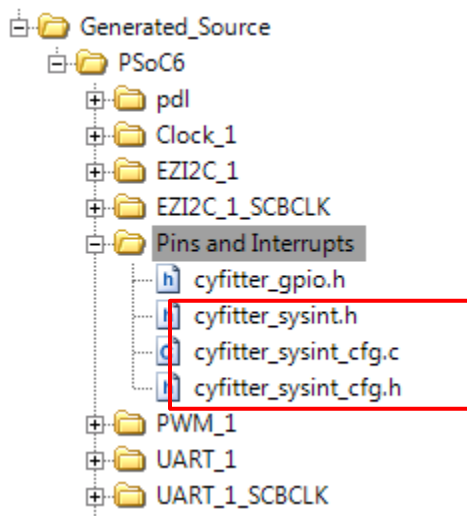 Generated_Source
PSoC6
pdl
Clock_1
EZI2C_1
EZI2C_1_SCBCLK
Pins and Interrupts
h cyfitter_gpio.h
h cyfitter_sysint.h
c cyfitter_sysint_cfg.c
h cyfitter_sysint_cfg.h
PWM_1
UART_1
UART_1_SCBCLK